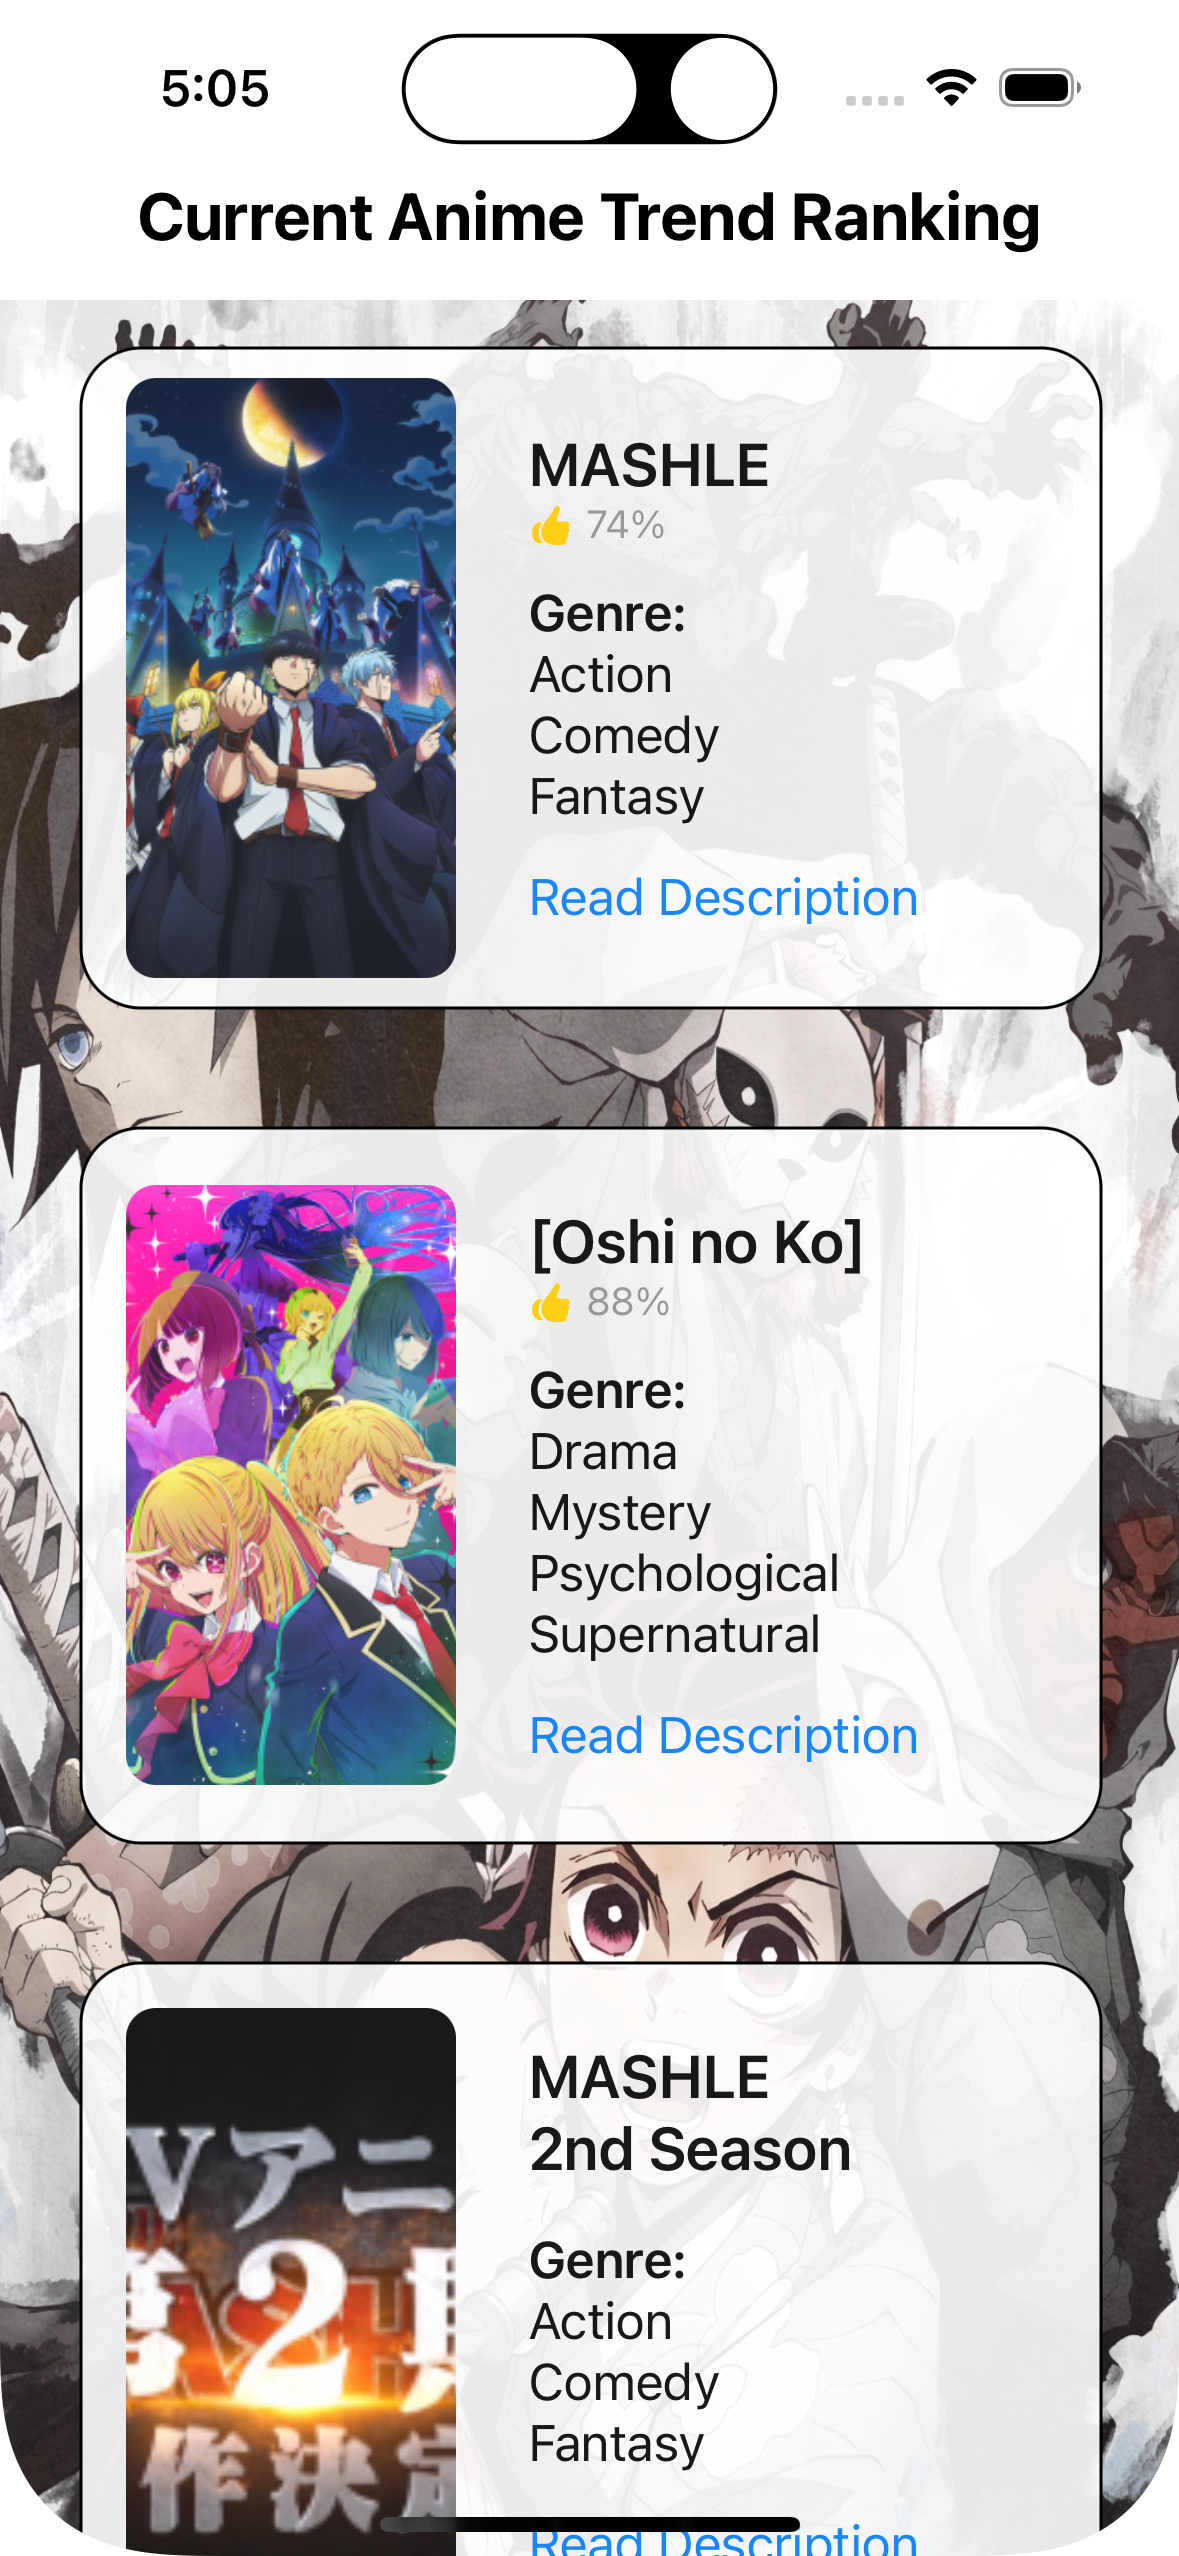 5:05
Current Anime Trend Ranking
MASHLE
👍 74%
Genre:
Action
Comedy
Fantasy
Read Description
[Oshi no Ko]
👍 88%
Genre:
Drama
Mystery
Psychological
Supernatural
Read Description
MASHLE
2nd Season
Vアニ
第2期
作決定
Genre:
Action
Comedy
Fantasy
Read Description